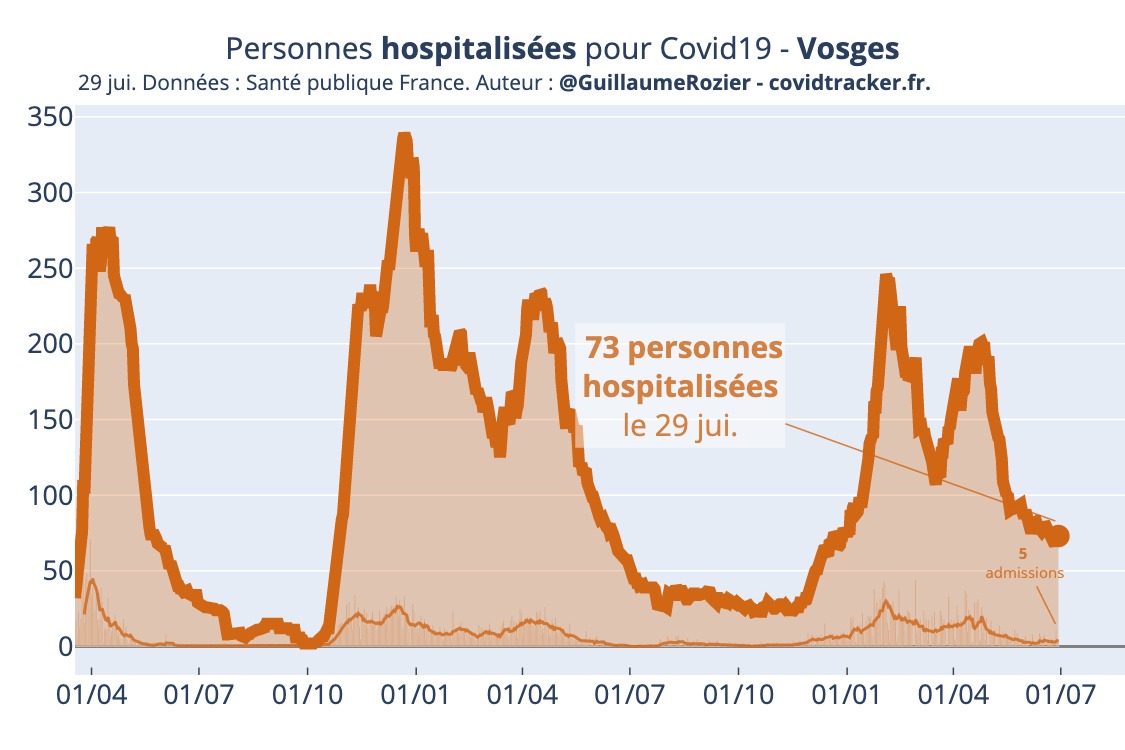 Personnes hospitalisées pour Covid19 - Vosges
29 jui. Données : Santé publique France. Auteur : @GuillaumeRozier - covidtracker.fr.
350
300
250
200
150
100
50
0
73 personnes
hospitalisées
le 29 jui.
5
admissions
01/04 01/07 01/10 01/01 01/04 01/07 01/10 01/01 01/04 01/07